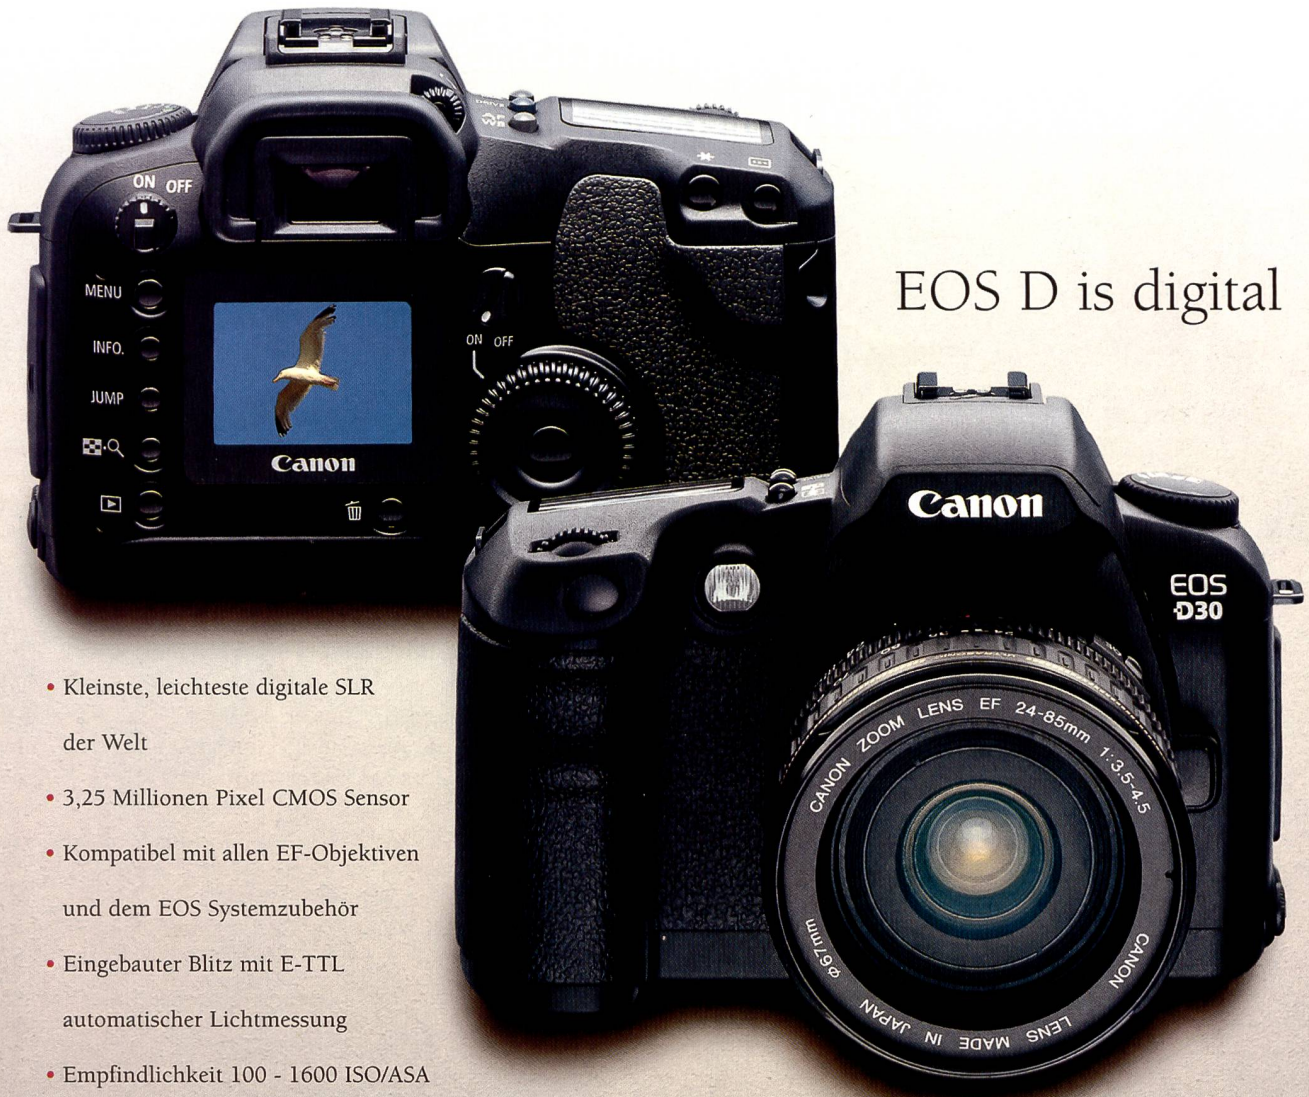 ON OFF
MENU
INFO.
JUMP
ON OFF
Canon
EOS D is digital
Canon
EOS
D30
CANON ZOOM LENS EF 24-85mm 1:3.5-4.5
ø67mm
CANON LENS MADE IN JAPAN
• Kleinste, leichteste digitale SLR
der Welt
• 3,25 Millionen Pixel CMOS Sensor
• Kompatibel mit allen EF-Objektiven
und dem EOS Systemzubehör
• Eingebauter Blitz mit E-TTL
automatischer Lichtmessung
• Empfindlichkeit 100 - 1600 ISO/ASA